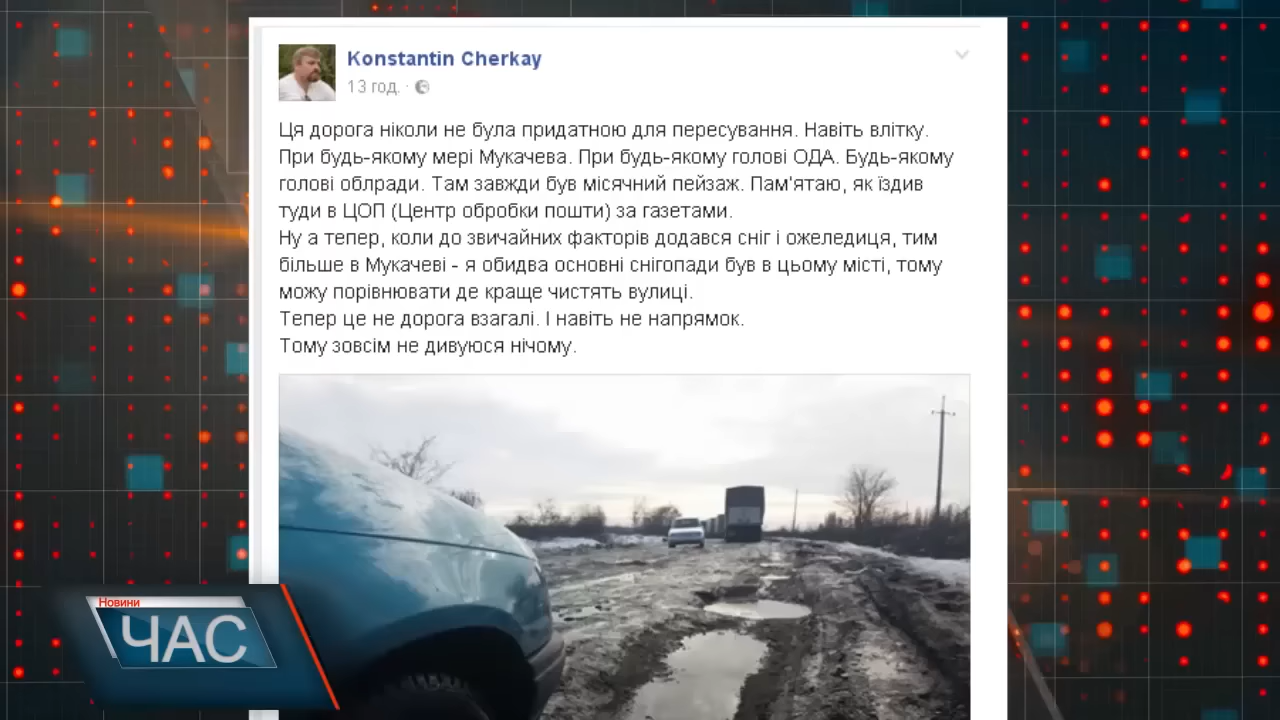 Konstantin Cherkay
13 год. ·
Ця дорога ніколи не була придатною для пересування. Навіть влітку.
При будь-якому мері Мукачева. При будь-якому голові ОДА. Будь-якому
голові облради. Там завжди був місячний пейзаж. Пам'ятаю, як їздив
туди в ЦОП (Центр обробки пошти) за газетами.
Ну а тепер, коли до звичайних факторів додався сніг і ожеледиця, тим
більше в Мукачеві - я обидва основні снігопади був в цьому місті, тому
можу порівнювати де краще чистять вулиці.
Тепер це не дорога взагалі. І навіть не напрямок.
Тому зовсім не дивуюся нічому.
Новини
ЧАС